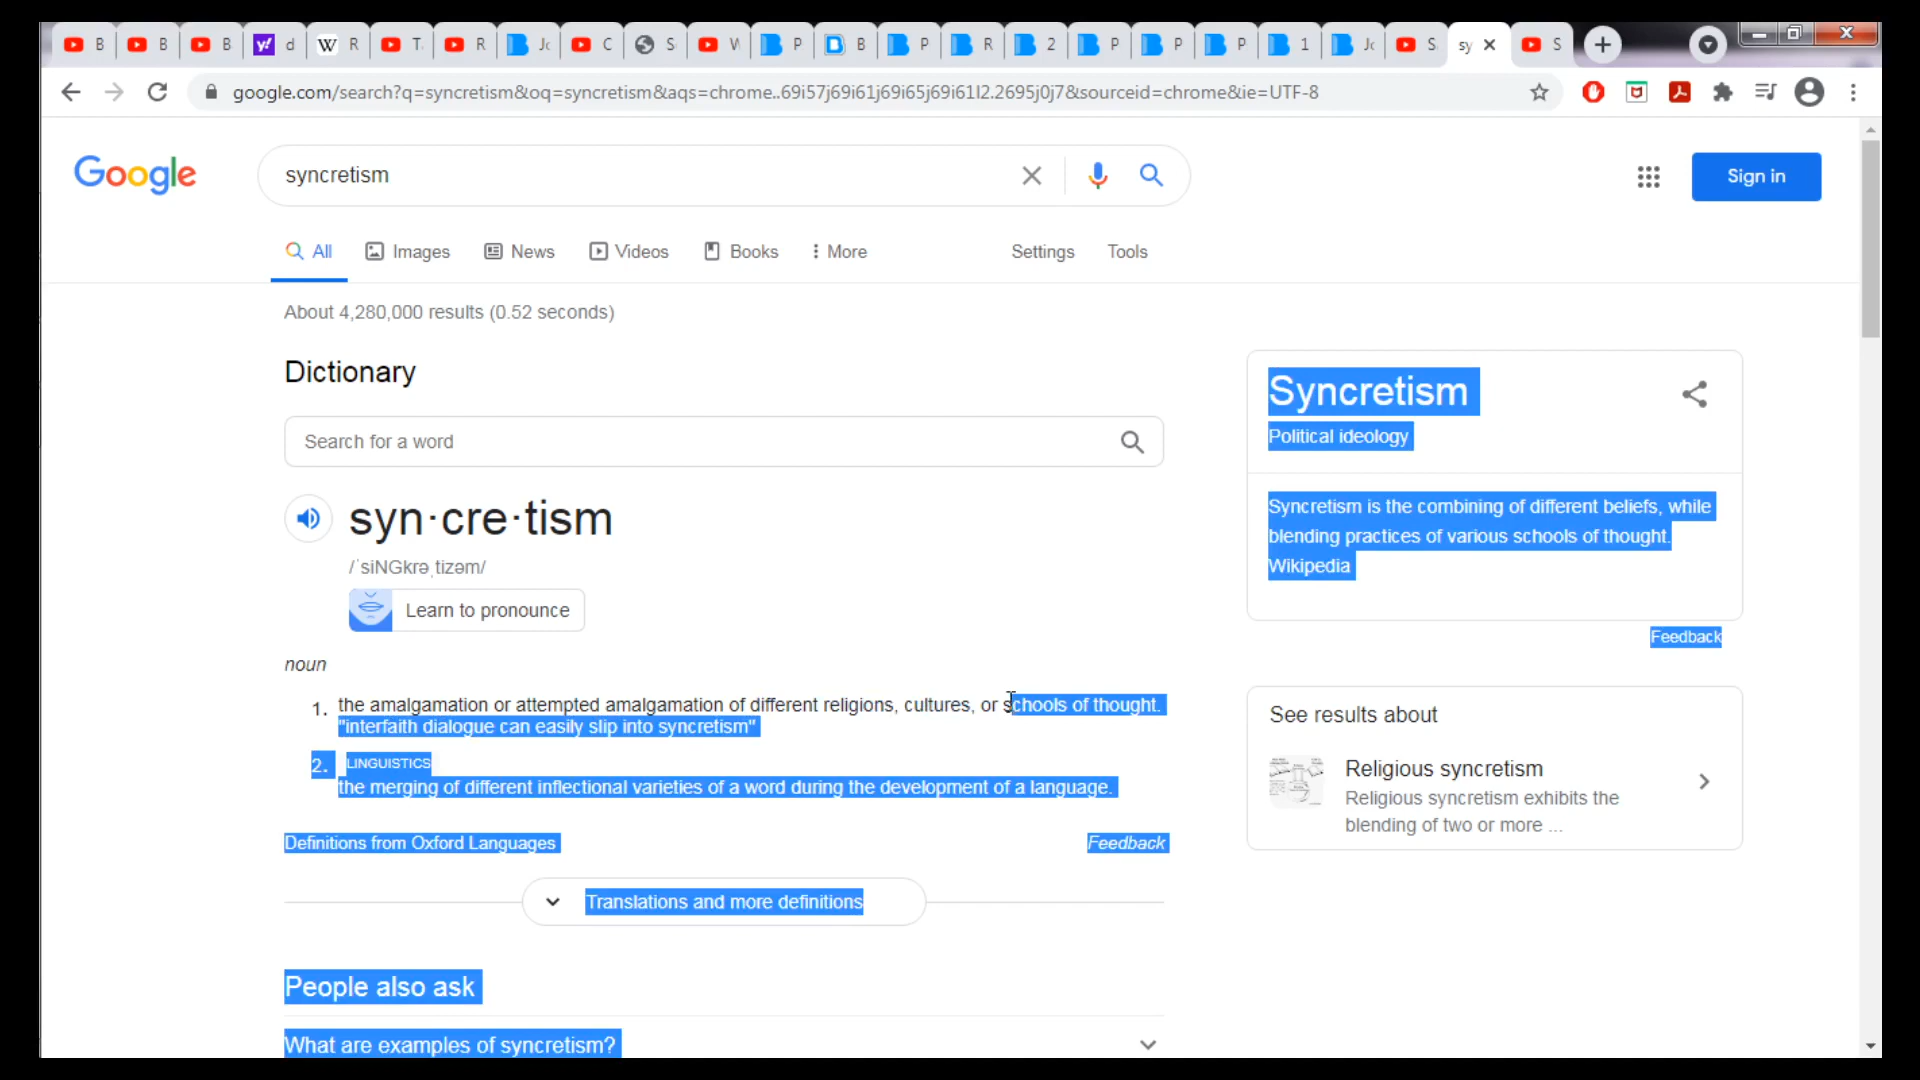 B
B
B
d
R
T
R
Jc
C
S
W
P
B
P
R
2
P
P
P
1
Jc
S
sy
S
google.com/search?q=syncretism&oq=syncretism&aqs=chrome..69i57j69i61j69i65j69i61l2.2695j0j7&sourceid=chrome&ie=UTF-8
Google
syncretism
Sign in
All
Images
News
Videos
Books
More
Settings
Tools
About 4,280,000 results (0.52 seconds)
Dictionary
Search for a word
syn·cre·tism
/ˈsiNGkrəˌtizəm/
Learn to pronounce
noun
1. the amalgamation or attempted amalgamation of different religions, cultures, or schools of thought.
"interfaith dialogue can easily slip into syncretism"
2. LINGUISTICS
the merging of different inflectional varieties of a word during the development of a language.
Definitions from Oxford Languages
Feedback
Translations and more definitions
People also ask
What are examples of syncretism?
Syncretism
Political ideology
Syncretism is the combining of different beliefs, while
blending practices of various schools of thought.
Wikipedia
Feedback
See results about
Religious syncretism
Religious syncretism exhibits the
blending of two or more ...